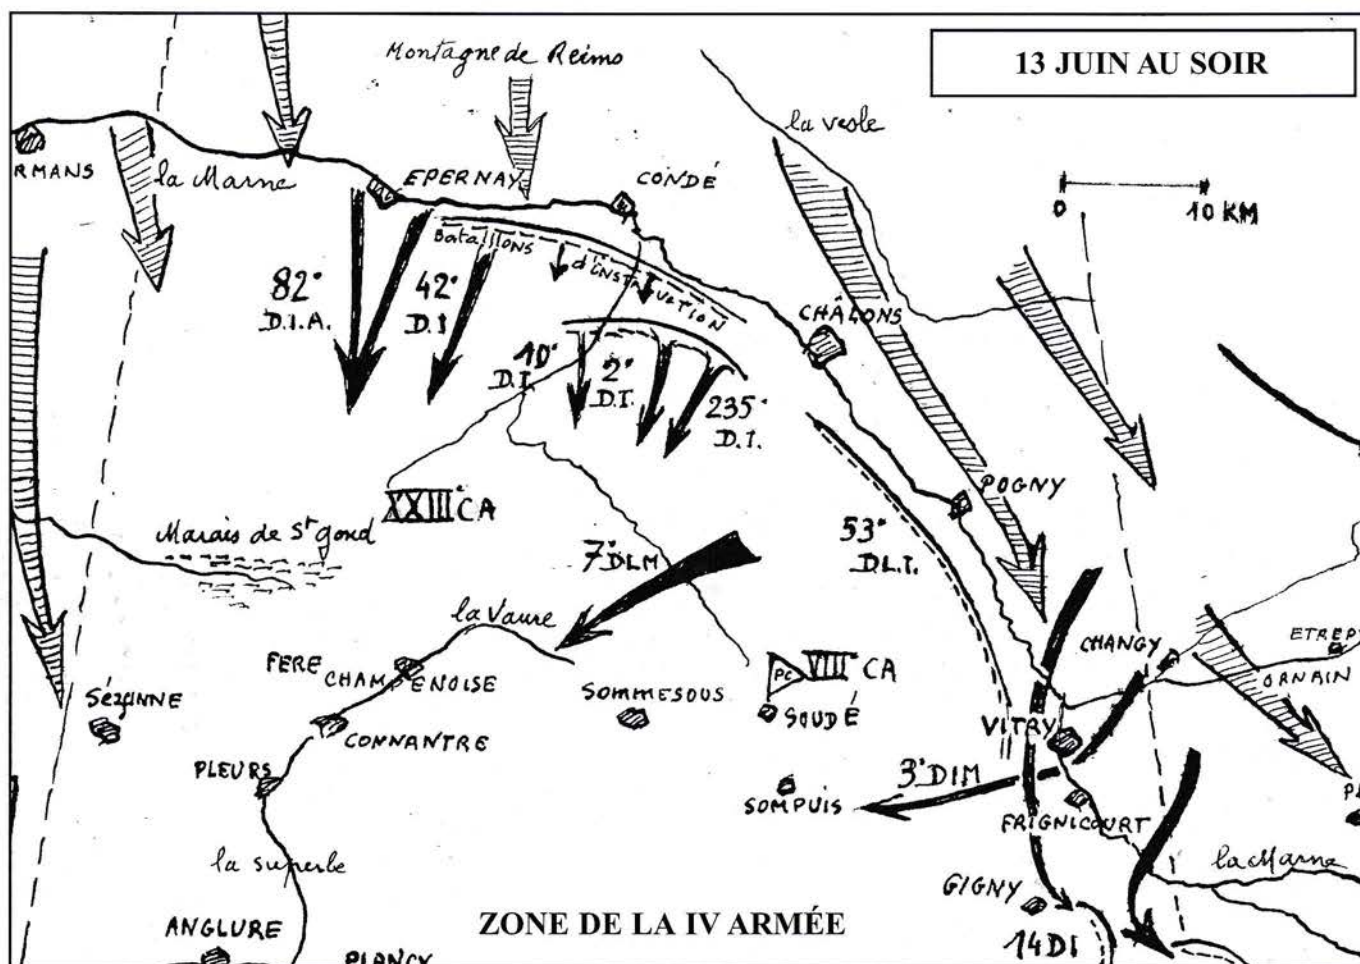 13 JUIN AU SOIR
Montagne de Reims
la Vesle
RMANS
la Marne
EPERNAY
CONDÉ
0 10 KM
Bataillons d'instruction
82°
D.I.A.
42°
D.I
CHÂLONS
10°
D.I.
2°
D.I.
235°
D.I.
POGNY
XXIII° CA
53°
D.L.I.
Marais de St gond
7° DLM
la Vaure
CHANGY
ETREP
ORNAIN
FERE
CHAMPENOISE
PC VIII° CA
Sézanne
SOMMESOUS
SOUDÉ
VITRY
CONNANTRE
PLEURS
3° DIM
SOMPUIS
FRIGNICOURT
la superbe
la Marne
GIGNY
ANGLURE
ZONE DE LA IV ARMÉE
14 DI
PLANCY